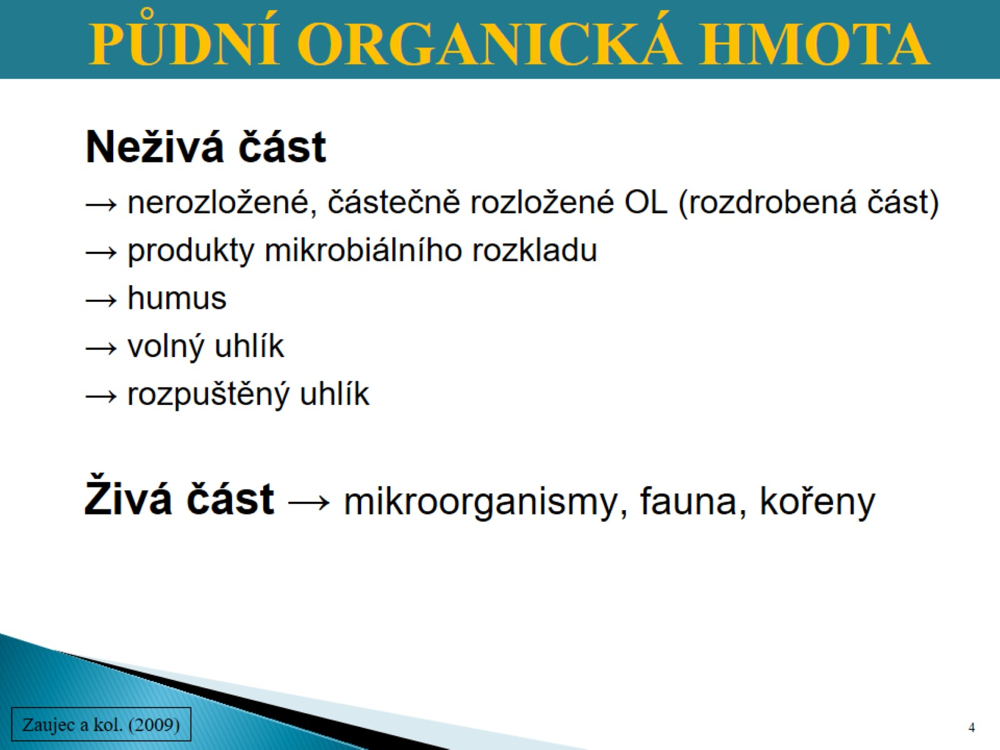 PŮDNÍ ORGANICKÁ HMOTA
Neživá část
→ nerozložené, částečně rozložené OL (rozdrobená část)
→ produkty mikrobiálního rozkladu
→ humus
→ volný uhlík
→ rozpuštěný uhlík
Živá část → mikroorganismy, fauna, kořeny
Zaujec a kol. (2009)
4